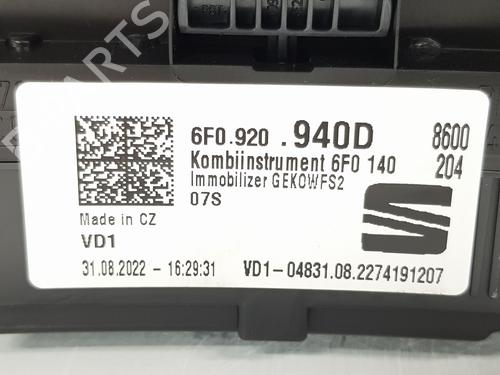 6F0.920 .940D 8600
Kombiinstrument 6F0 140 204
Immobilizer GEKOWFS2
07S
Made in CZ
VD1
31.08.2022 - 16:29:31 VD1-04831.08.2274191207